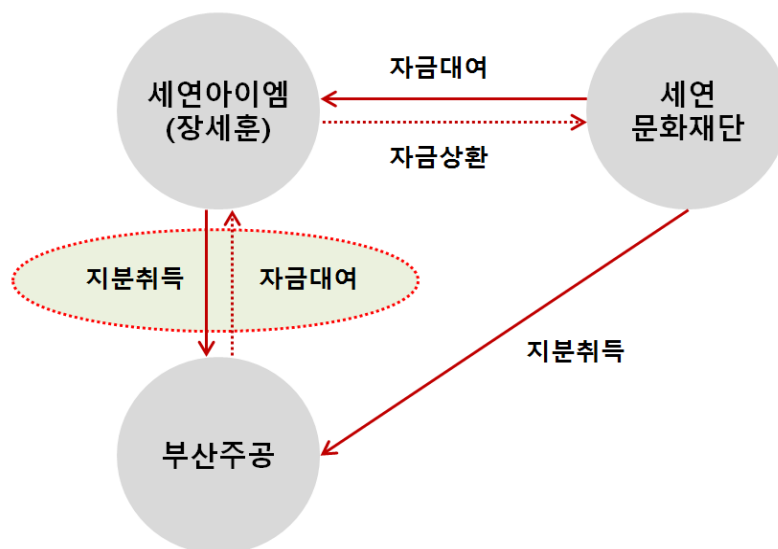 자금대여
세연아이엠
(장세훈)
세연
문화재단
자금상환
지분취득
자금대여
지분취득
부산주공